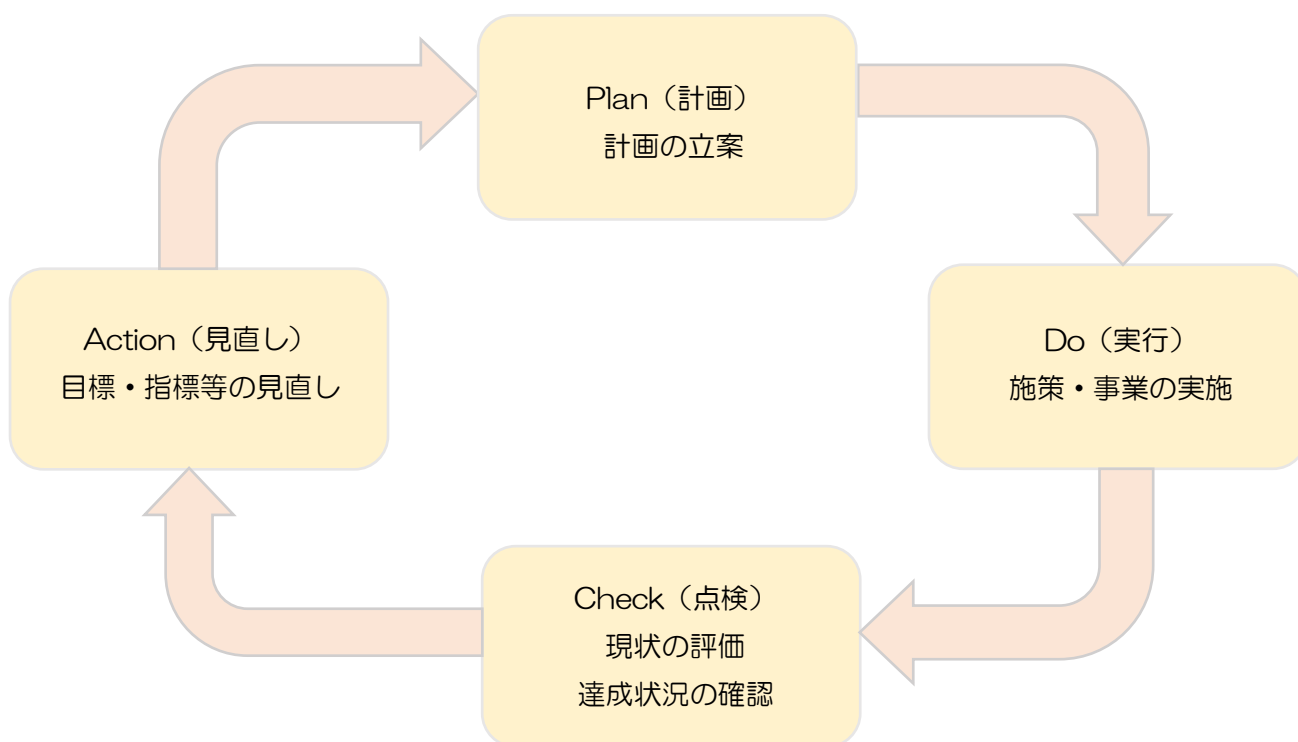 Plan（計画）
計画の立案
Do（実行）
施策・事業の実施
Check（点検）
現状の評価
達成状況の確認
Action（見直し）
目標・指標等の見直し